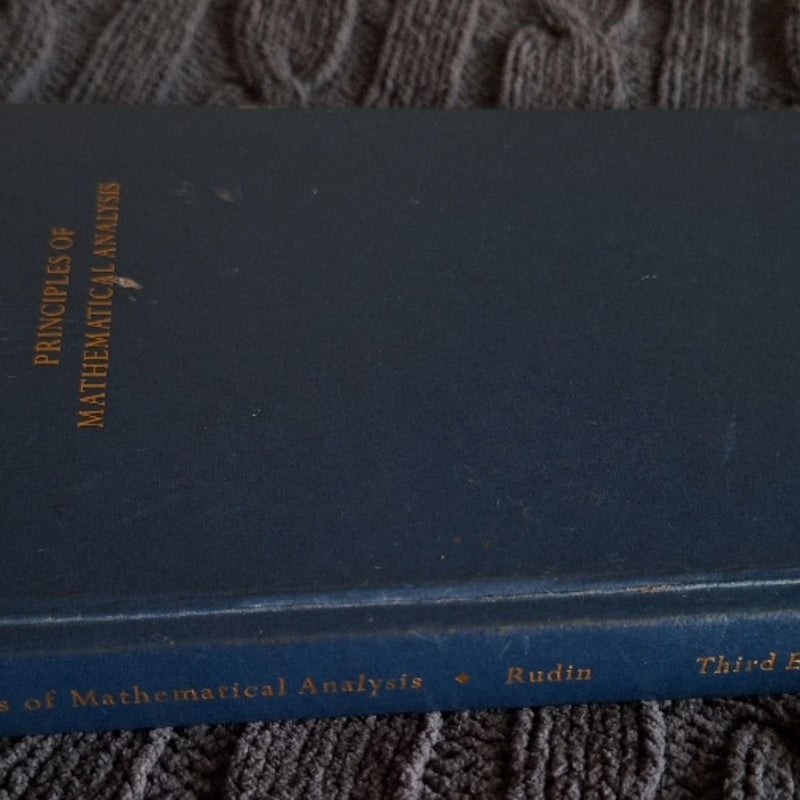 PRINCIPLES OF
MATHEMATICAL ANALYSIS
s of Mathematical Analysis ◆ Rudin Third E